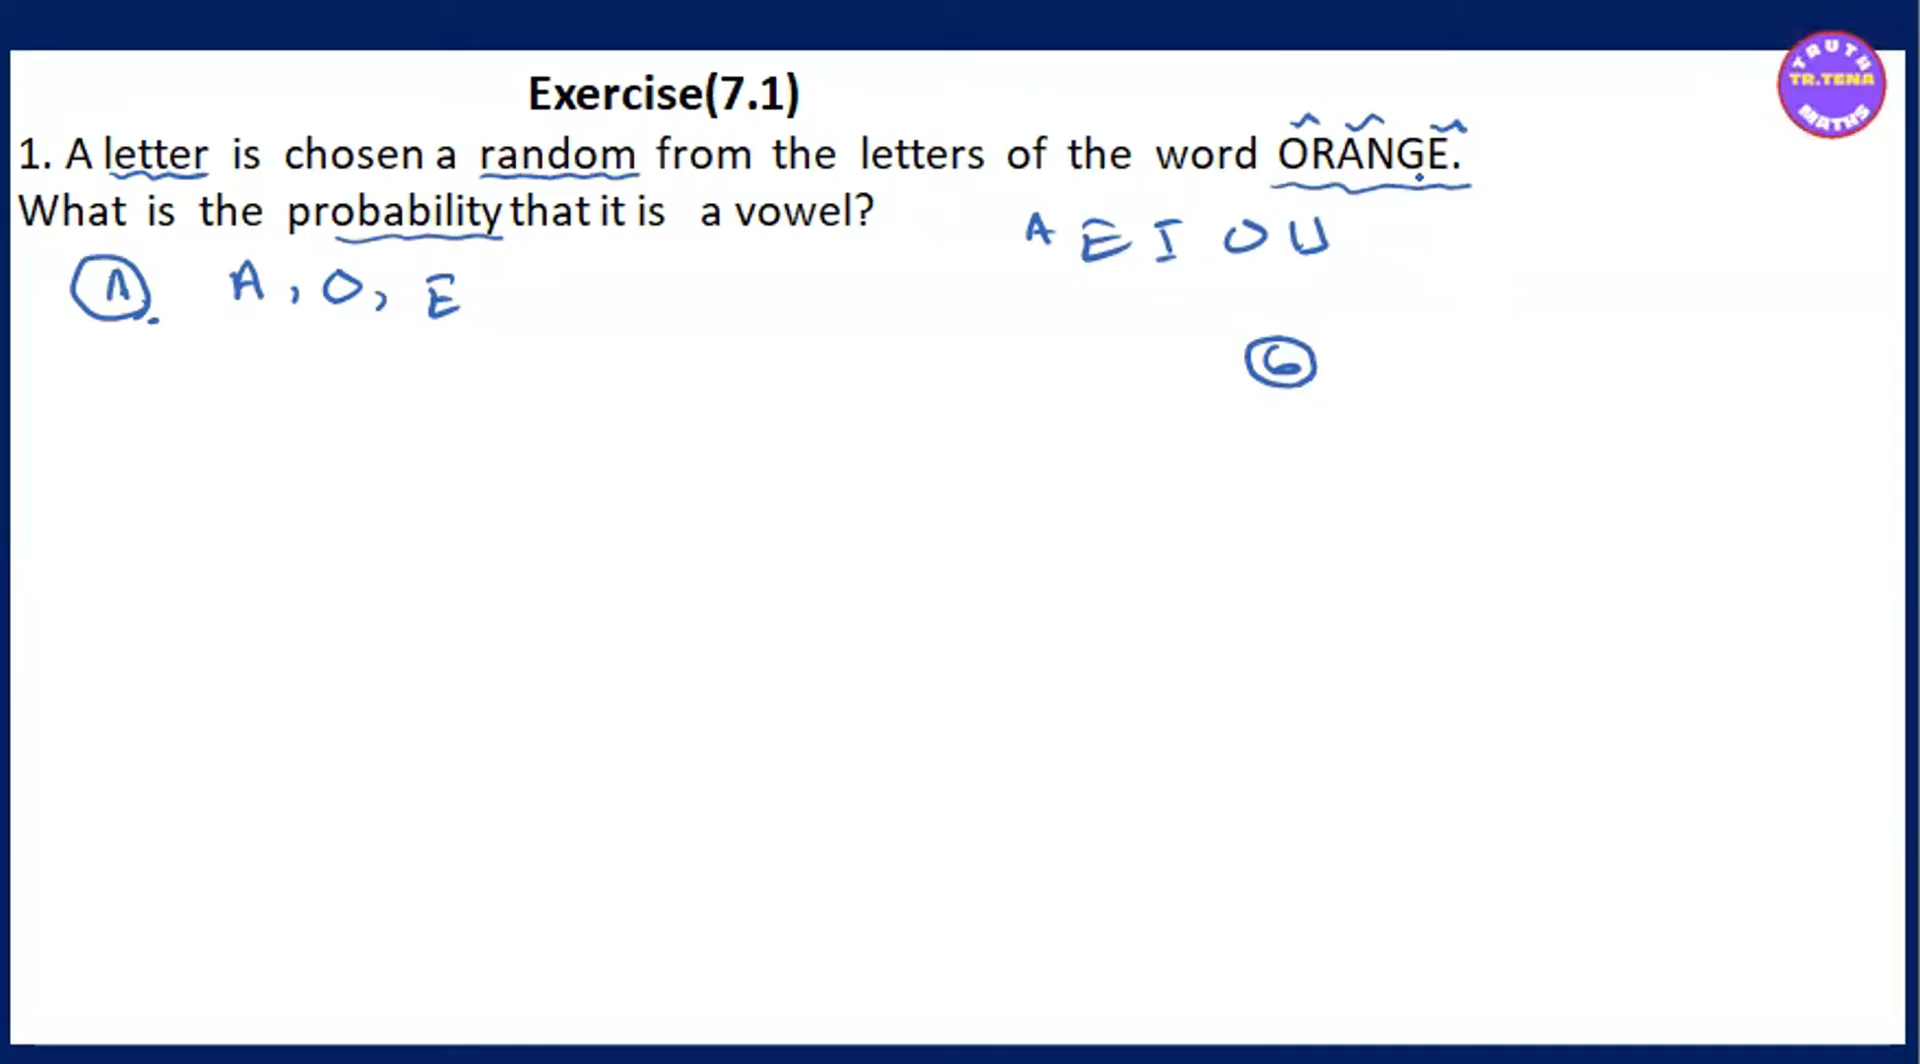 Exercise(7.1)
TRUTH
TR.TENA
MATHS
1. A letter is chosen a random from the letters of the word ORANGE.
What is the probability that it is a vowel?
A E I O U
A, O, E
6